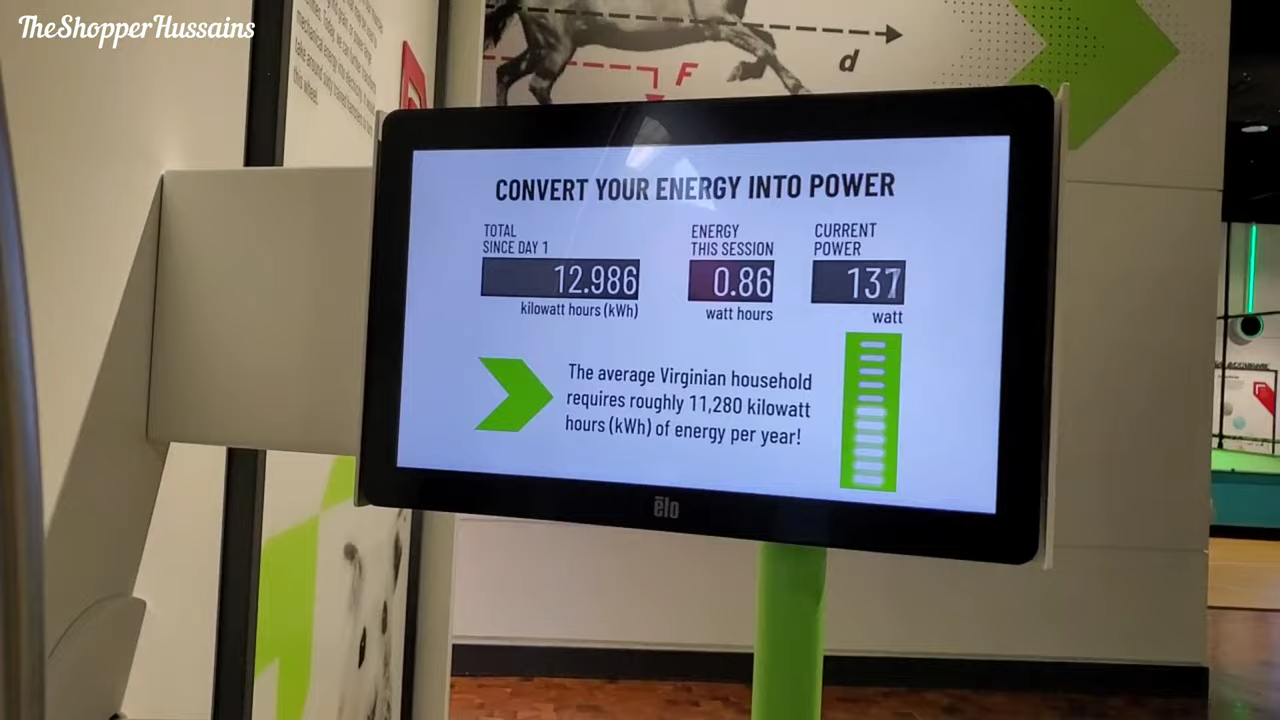 TheShopperHussains
d
F
CONVERT YOUR ENERGY INTO POWER
TOTAL
SINCE DAY 1
12.986
kilowatt hours (kWh)
ENERGY
THIS SESSION
0.86
watt hours
CURRENT
POWER
137
watt
The average Virginian household
requires roughly 11,280 kilowatt
hours (kWh) of energy per year!
elo